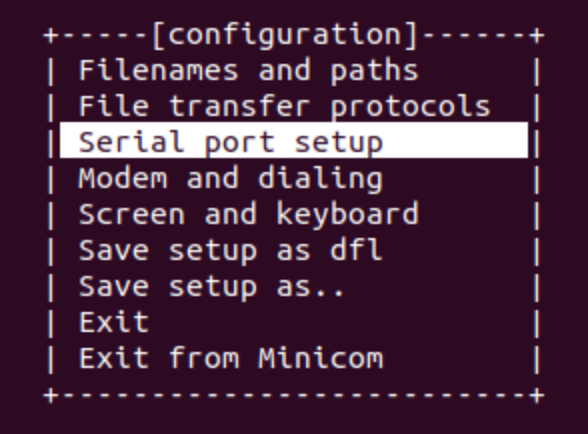 +-----[configuration]------+
| Filenames and paths      |
| File transfer protocols  |
| Serial port setup        |
| Modem and dialing        |
| Screen and keyboard      |
| Save setup as dfl        |
| Save setup as..          |
| Exit                     |
| Exit from Minicom        |
+--------------------------+